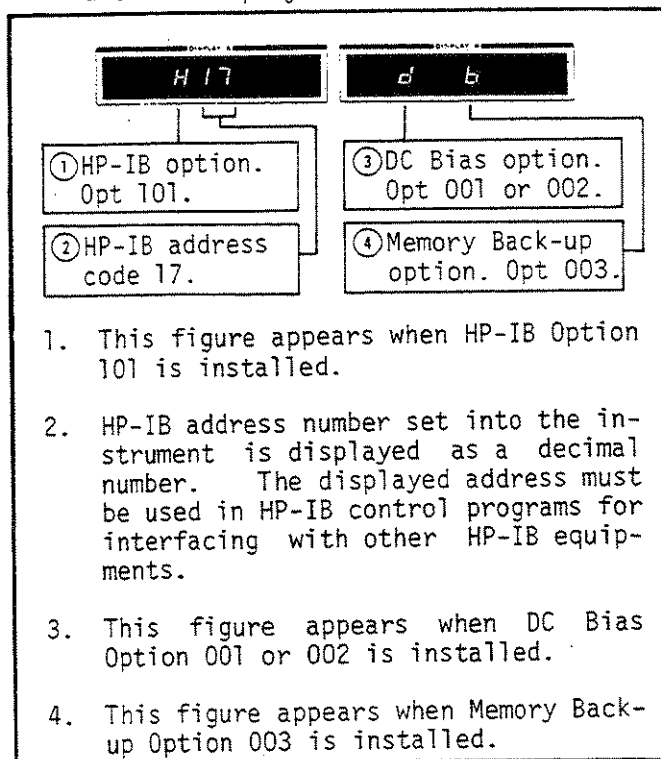 DISPLAY A
H 17
d b
①HP-IB option.
Opt 101.
②HP-IB address
code 17.
③DC Bias option.
Opt 001 or 002.
④Memory Back-up
option. Opt 003.
1. This figure appears when HP-IB Option
101 is installed.
2. HP-IB address number set into the in-
strument is displayed as a decimal
number. The displayed address must
be used in HP-IB control programs for
interfacing with other HP-IB equip-
ments.
3. This figure appears when DC Bias
Option 001 or 002 is installed.
4. This figure appears when Memory Back-
up Option 003 is installed.